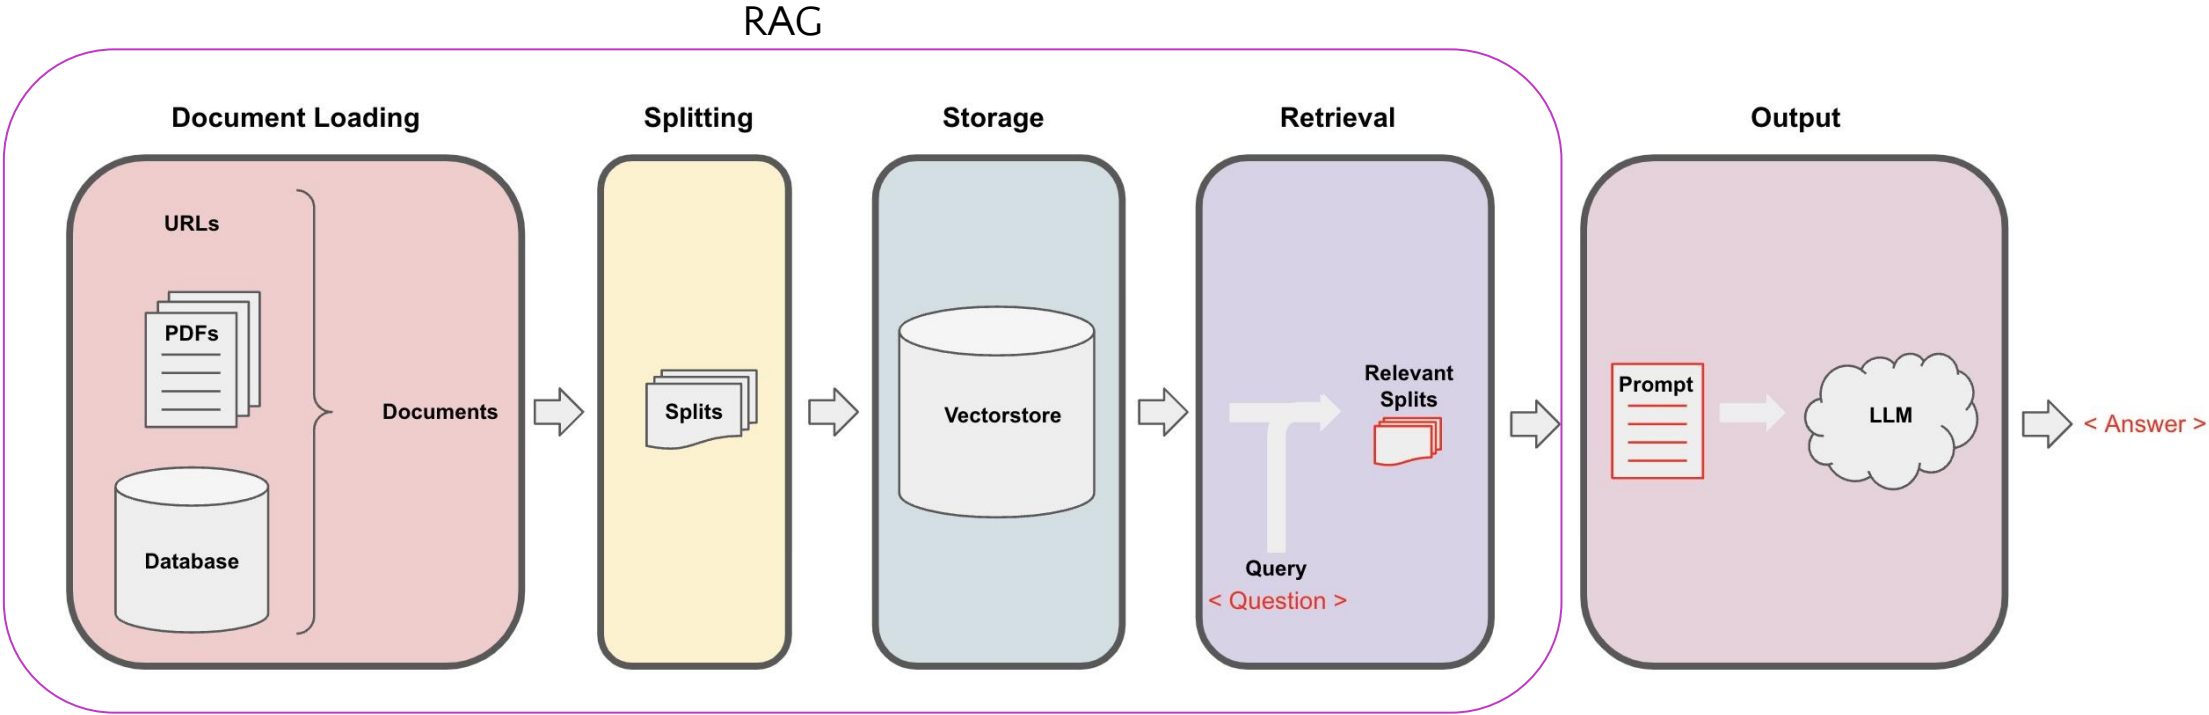 RAG
Document Loading
URLs
PDFs
Database
Documents
Splitting
Splits
Storage
Vectorstore
Retrieval
Relevant
Splits
Query
< Question >
Output
Prompt
LLM
< Answer >